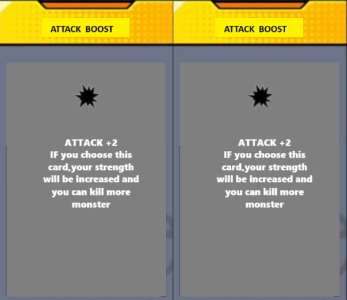 ATTACK BOOST
ATTACK +2
IF you choose this
card,your strength
will be increased and
you can kill more
monster
ATTACK BOOST
ATTACK +2
IF you choose this
card,your strength
will be increased and
you can kill more
monster